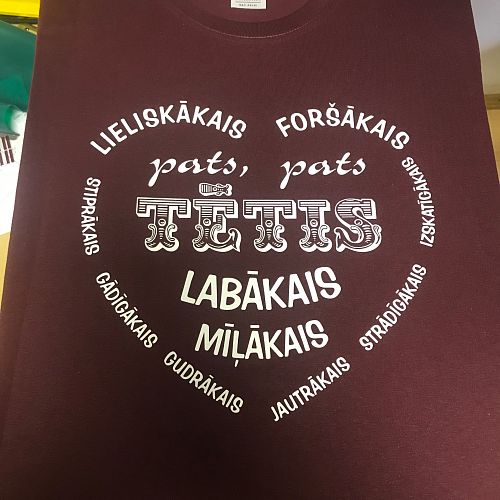 LIELISKĀKAIS FORŠĀKAIS
pats, pats
TĒTIS
LABĀKAIS
MĪĻĀKAIS
STIPRĀKAIS
GĀDĪGĀKAIS
GUDRĀKAIS
JAUTRĀKAIS
STRĀDĪGĀKAIS
IZSKATĪGĀKAIS